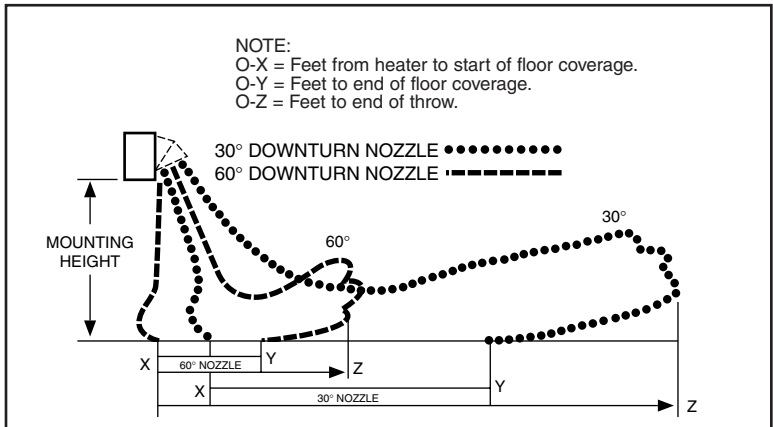 NOTE:
O-X = Feet from heater to start of floor coverage.
O-Y = Feet to end of floor coverage.
O-Z = Feet to end of throw.
30° DOWNTURN NOZZLE
60° DOWNTURN NOZZLE
MOUNTING
HEIGHT
60°
30°
X
60° NOZZLE
Y
Z
X
30° NOZZLE
Y
Z